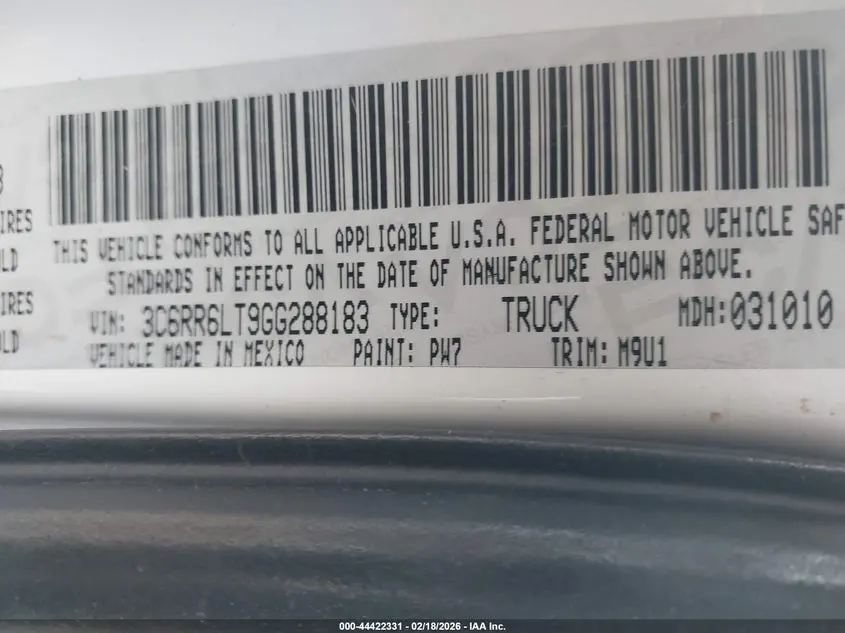 3
THIS VEHICLE CONFORMS TO ALL APPLICABLE U.S.A. FEDERAL MOTOR VEHICLE SAF
IRES
STANDARDS IN EFFECT ON THE DATE OF MANUFACTURE SHOWN ABOVE.
LD
VIN: 3C6RR6LT9GG288183 TYPE: TRUCK MDH:031010
IRES
VEHICLE MADE IN MEXICO PAINT: PW7 TRIM: M9U1
LD
000-44422331 - 02/18/2026 - IAA Inc.